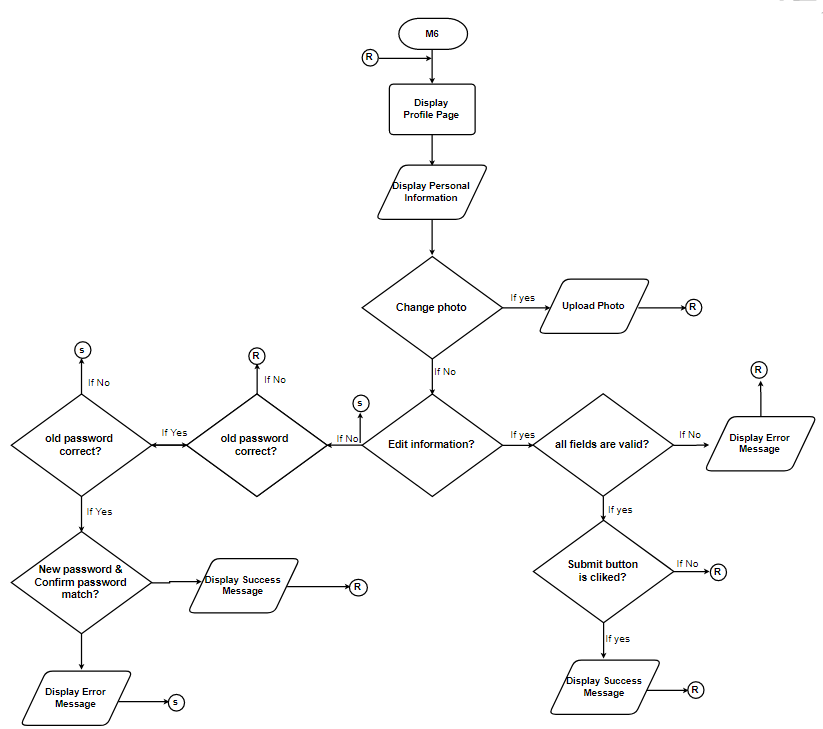 M6
R
Display
Profile Page
Display Personal
Information
Change photo
If yes
Upload Photo
R
If No
s
If No
R
If No
s
R
old password
correct?
If Yes
old password
correct?
If No
Edit information?
If yes
all fields are valid?
If No
Display Error
Message
If Yes
If yes
New password &
Confirm password
match?
Display Success
Message
R
Submit button
is cliked?
If No
R
If yes
Display Error
Message
s
Display Success
Message
R